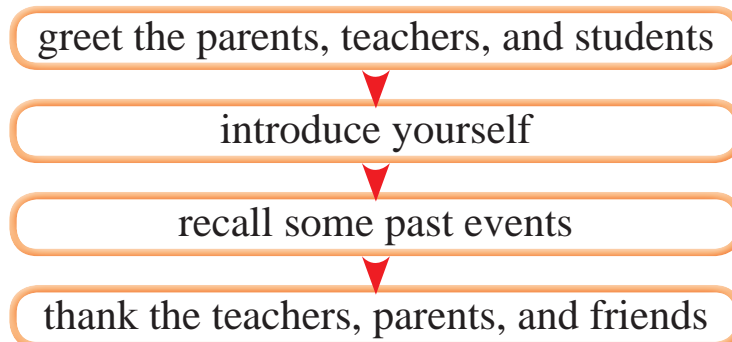 greet the parents, teachers, and students
introduce yourself
recall some past events
thank the teachers, parents, and friends